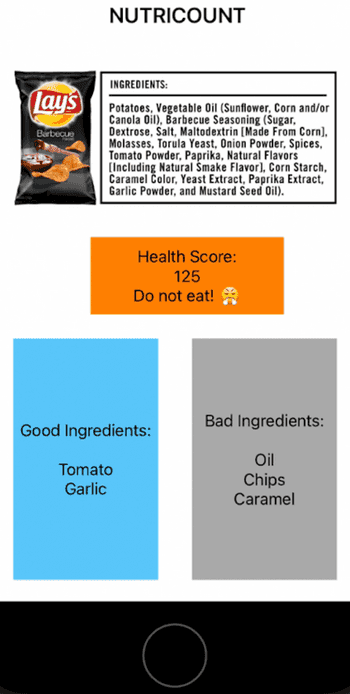 NUTRICOUNT
Lay's
Barbecue
INGREDIENTS:
Potatoes, Vegetable Oil (Sunflower, Corn and/or
Canola Oil), Barbecue Seasoning (Sugar,
Dextrose, Salt, Maltodextrin [Made From Corn],
Molasses, Torula Yeast, Onion Powder, Spices,
Tomato Powder, Paprika, Natural Flavors
[Including Natural Smoke Flavor], Corn Starch,
Caramel Color, Yeast Extract, Paprika Extract,
Garlic Powder, and Mustard Seed Oil).
Health Score:
125
Do not eat! 😤
Good Ingredients:
Tomato
Garlic
Bad Ingredients:
Oil
Chips
Caramel